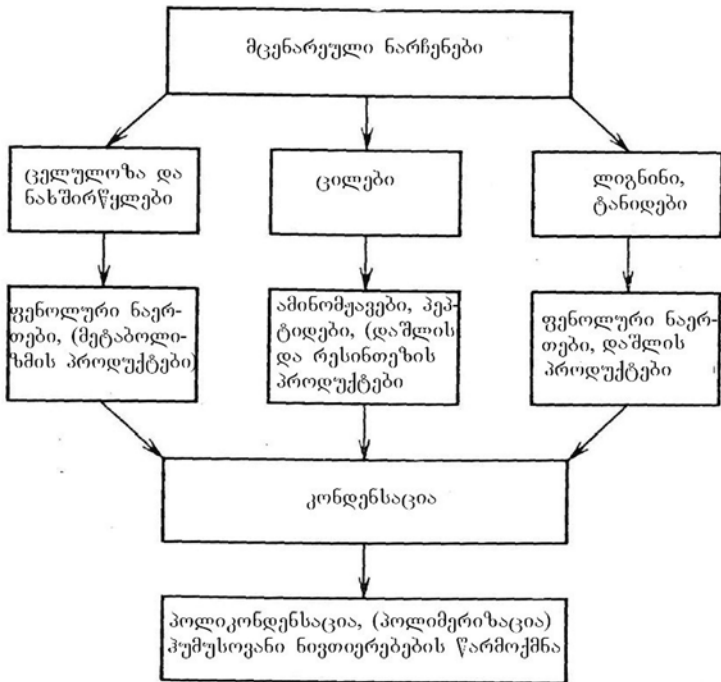 მცენარეული ნარჩენები
ცელულოზა და
ნახშირწყლები
ცილები
ლიგნინი,
ტანიდები
ფენოლური ნაერ-
თები, (მეტაბოლი-
ზმის პროდუქტები)
ამინომჟავები, პეპ-
ტიდები, (დაშლის
და რესინთეზის
პროდუქტები
ფენოლური ნაერ-
თები, დაშლის
პროდუქტები
კონდენსაცია
პოლიკონდენსაცია, (პოლიმერიზაცია)
ჰუმუსოვანი ნივთიერებების წარმოქმნა